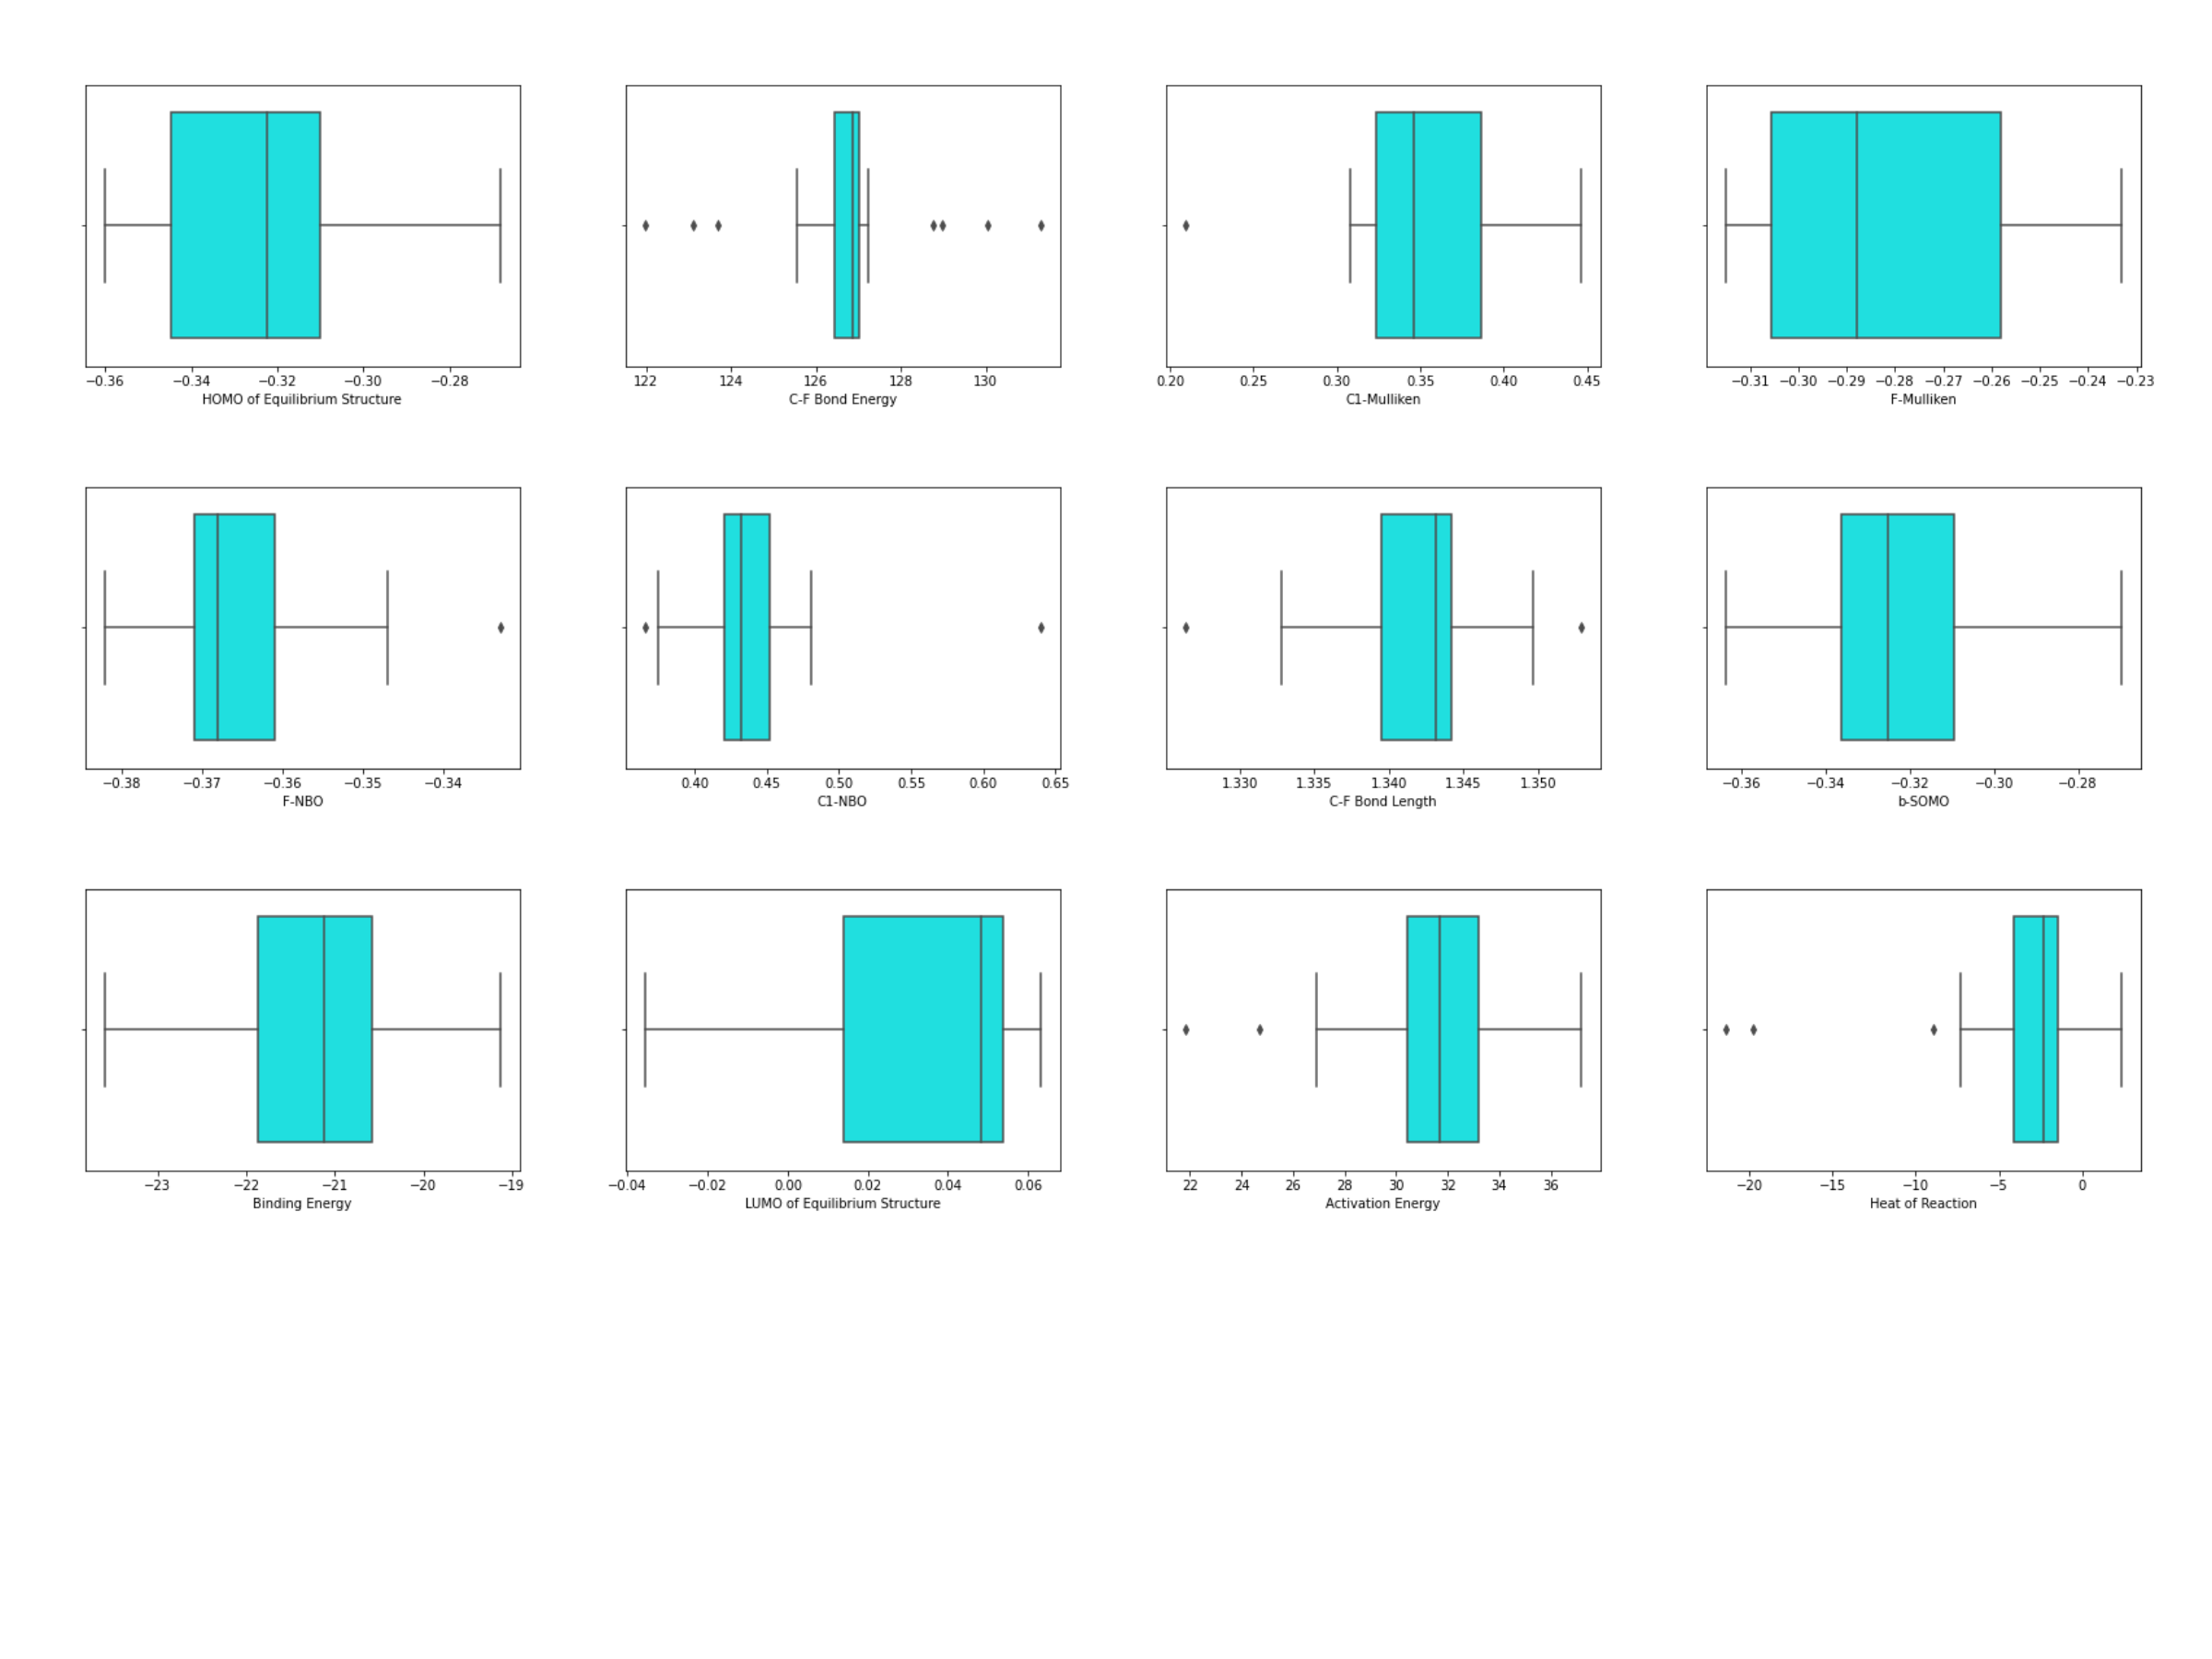 −0.36 −0.34 −0.32 −0.30 −0.28
HOMO of Equilibrium Structure
122 124 126 128 130
C-F Bond Energy
0.20 0.25 0.30 0.35 0.40 0.45
C1-Mulliken
−0.31 −0.30 −0.29 −0.28 −0.27 −0.26 −0.25 −0.24 −0.23
F-Mulliken
−0.38 −0.37 −0.36 −0.35 −0.34
F-NBO
0.40 0.45 0.50 0.55 0.60 0.65
C1-NBO
1.330 1.335 1.340 1.345 1.350
C-F Bond Length
−0.36 −0.34 −0.32 −0.30 −0.28
b-SOMO
−23 −22 −21 −20 −19
Binding Energy
−0.04 −0.02 0.00 0.02 0.04 0.06
LUMO of Equilibrium Structure
22 24 26 28 30 32 34 36
Activation Energy
−20 −15 −10 −5 0
Heat of Reaction